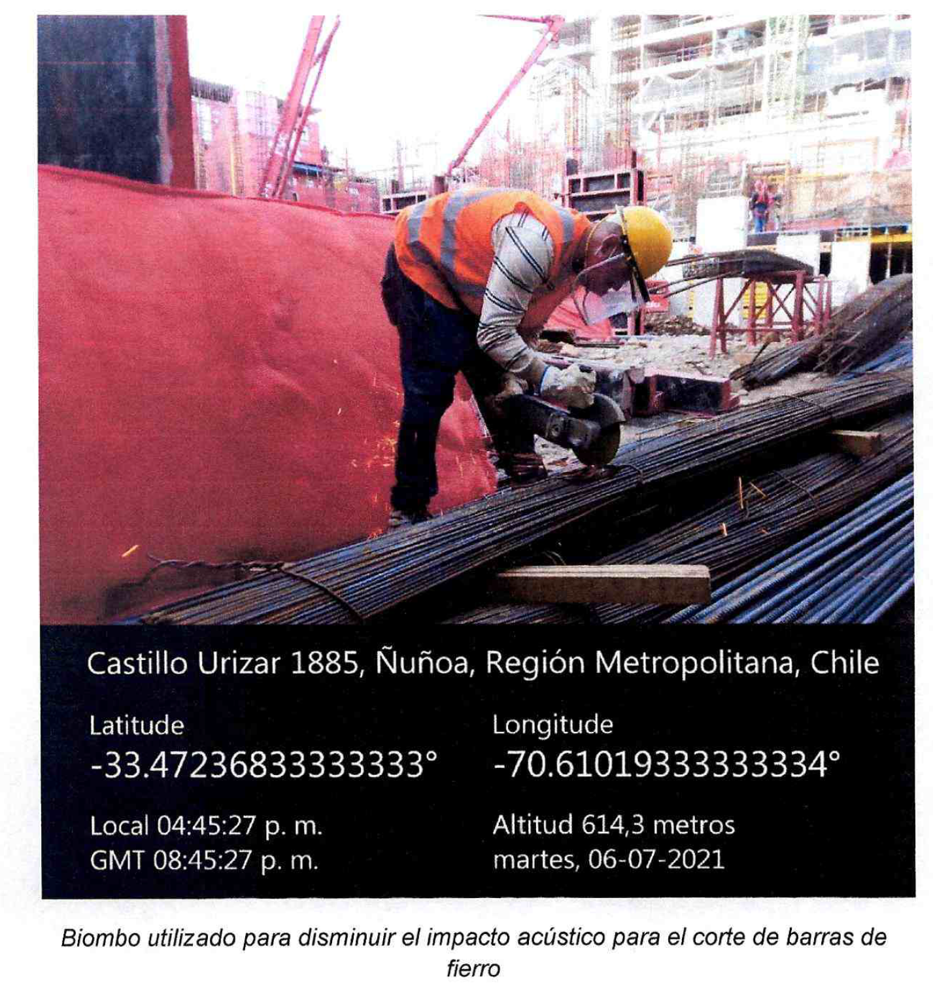 Castillo Urizar 1885, Ñuñoa, Región Metropolitana, Chile
Latitude Longitude
-33.47236833333333° -70.61019333333334°
Local 04:45:27 p. m. Altitud 614,3 metros
GMT 08:45:27 p. m. martes, 06-07-2021
Biombo utilizado para disminuir el impacto acústico para el corte de barras de
fierro